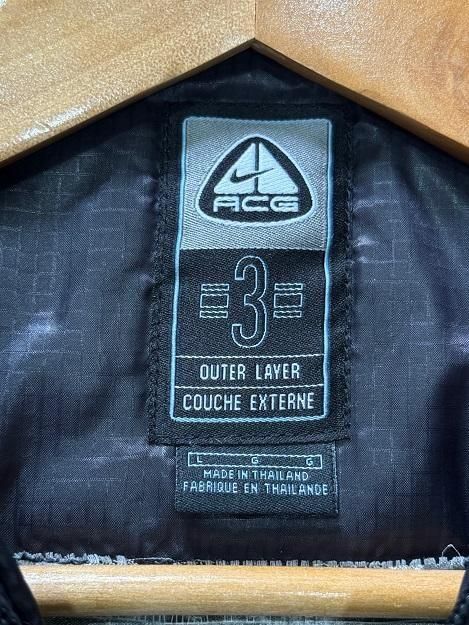 ACG
3
OUTER LAYER
COUCHE EXTERNE
L G G
MADE IN THAILAND
FABRIQUE EN THAILANDE